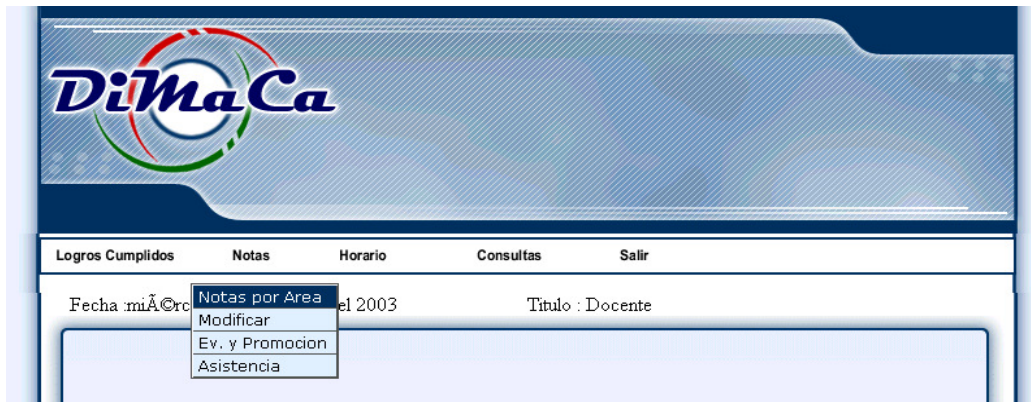 DiMaCa
Logros Cumplidos Notas Horario Consultas Salir
Fecha :miÃ©rc el 2003 Titulo : Docente
Notas por Area
Modificar
Ev. y Promocion
Asistencia